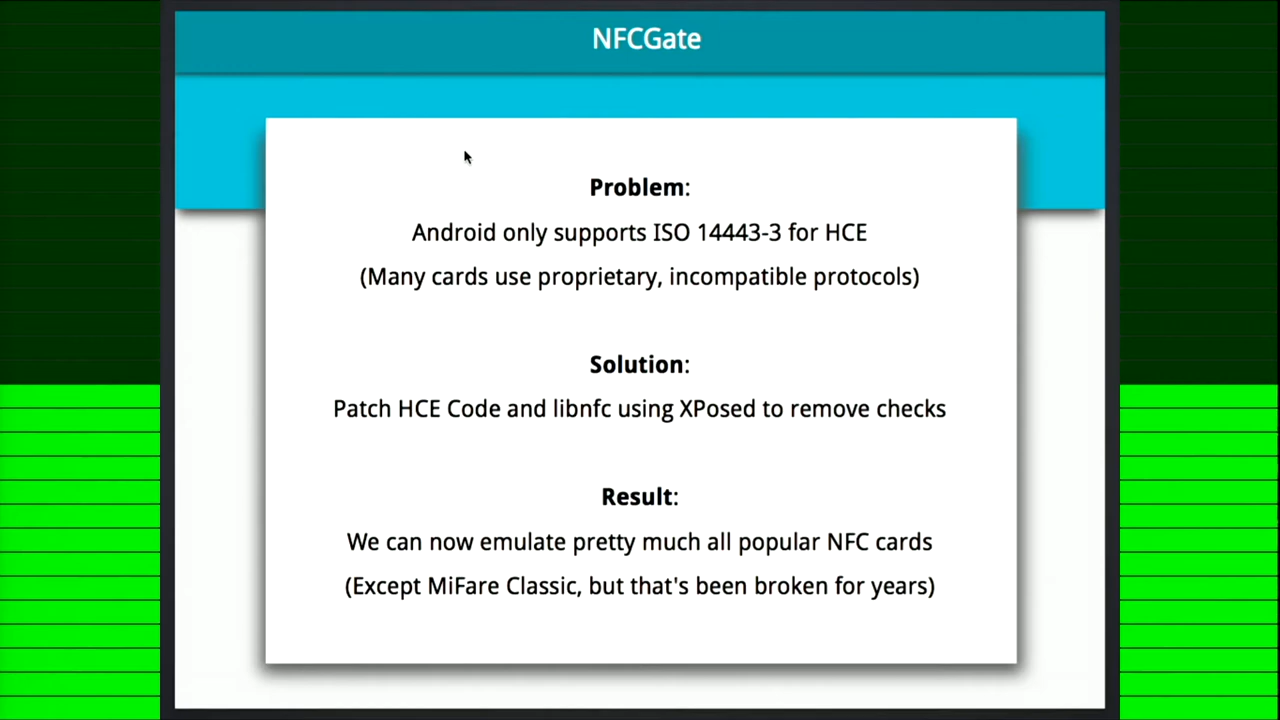 NFCGate
Problem:
Android only supports ISO 14443-3 for HCE
(Many cards use proprietary, incompatible protocols)
Solution:
Patch HCE Code and libnfc using XPosed to remove checks
Result:
We can now emulate pretty much all popular NFC cards
(Except MiFare Classic, but that's been broken for years)